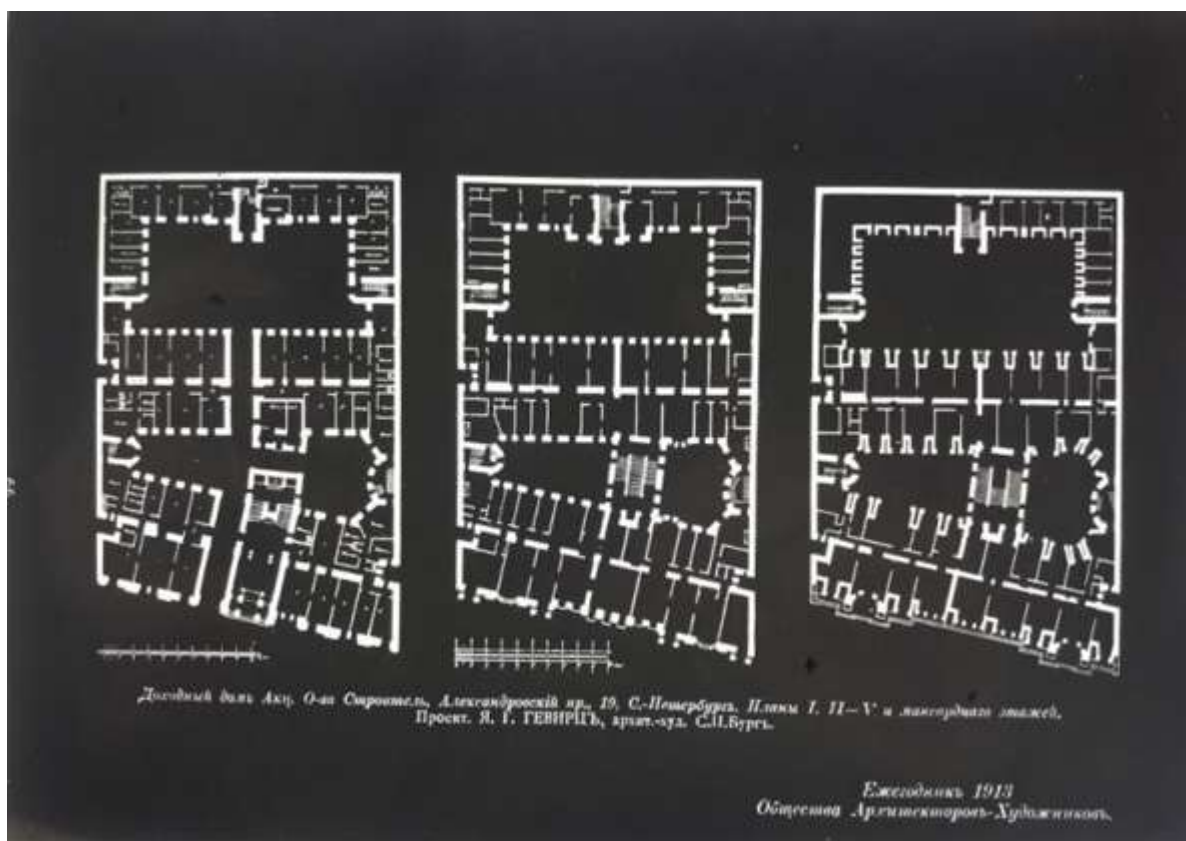 Доходный домъ Акц. О-ва Строитель, Александровскій пр., 19, С.-Петербургъ. Планы I, II—V и мансарднаго этажей.
Проект. Я. Г. ГЕВИРЦЪ, архит.-худ. С.П.Бургъ.
Ежегодникъ 1913
Общества Архитекторовъ-Художниковъ.